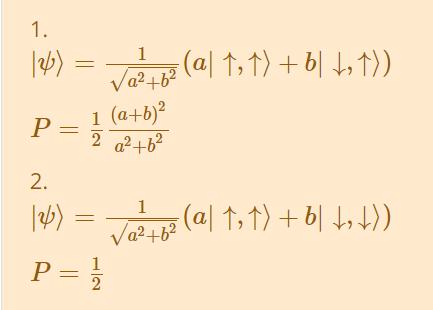 1.
|ψ⟩ = 1/√(a²+b²) (a| ↑,↑⟩ + b| ↓,↑⟩)
P = 1/2 (a+b)²/(a²+b²)
2.
|ψ⟩ = 1/√(a²+b²) (a| ↑,↑⟩ + b| ↓,↓⟩)
P = 1/2